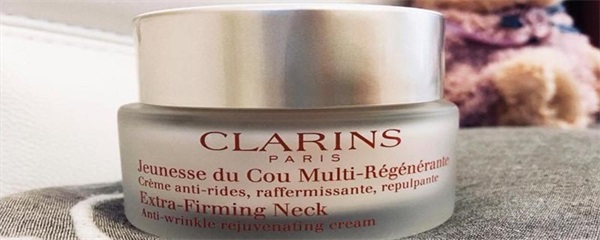 CLARINS
PARIS
Jeunesse du Cou Multi-Régénérante
Crème anti-rides, raffermissante, repulpante
Extra-Firming Neck
Anti-wrinkle rejuvenating cream